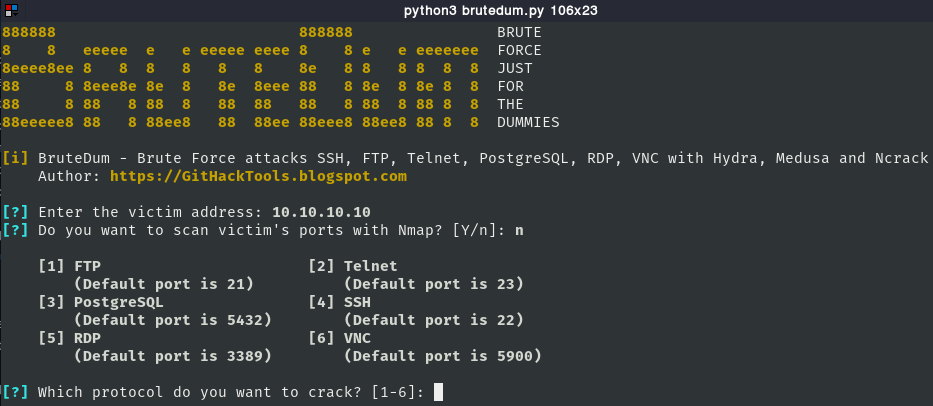 python3 brutedum.py 106x23
888888                           888888                BRUTE
8    8   eeeee  e   e eeeee eeee 8    8 e   e eeeeeee  FORCE
8eeee8ee 8   8  8   8   8   8    8e   8 8   8 8  8  8  JUST
88     8 8eee8e 8e  8   8e  8eee 88   8 8e  8 8e 8  8  FOR
88     8 88   8 88  8   88  88   88   8 88  8 88 8  8  THE
88eeeee8 88   8 88ee8   88  88ee 88eee8 88ee8 88 8  8  DUMMIES
[i] BruteDum - Brute Force attacks SSH, FTP, Telnet, PostgreSQL, RDP, VNC with Hydra, Medusa and Ncrack
Author: https://GitHackTools.blogspot.com
[?] Enter the victim address: 10.10.10.10
[?] Do you want to scan victim's ports with Nmap? [Y/n]: n
[1] FTP                       [2] Telnet
(Default port is 21)          (Default port is 23)
[3] PostgreSQL                [4] SSH
(Default port is 5432)        (Default port is 22)
[5] RDP                       [6] VNC
(Default port is 3389)        (Default port is 5900)
[?] Which protocol do you want to crack? [1-6]: